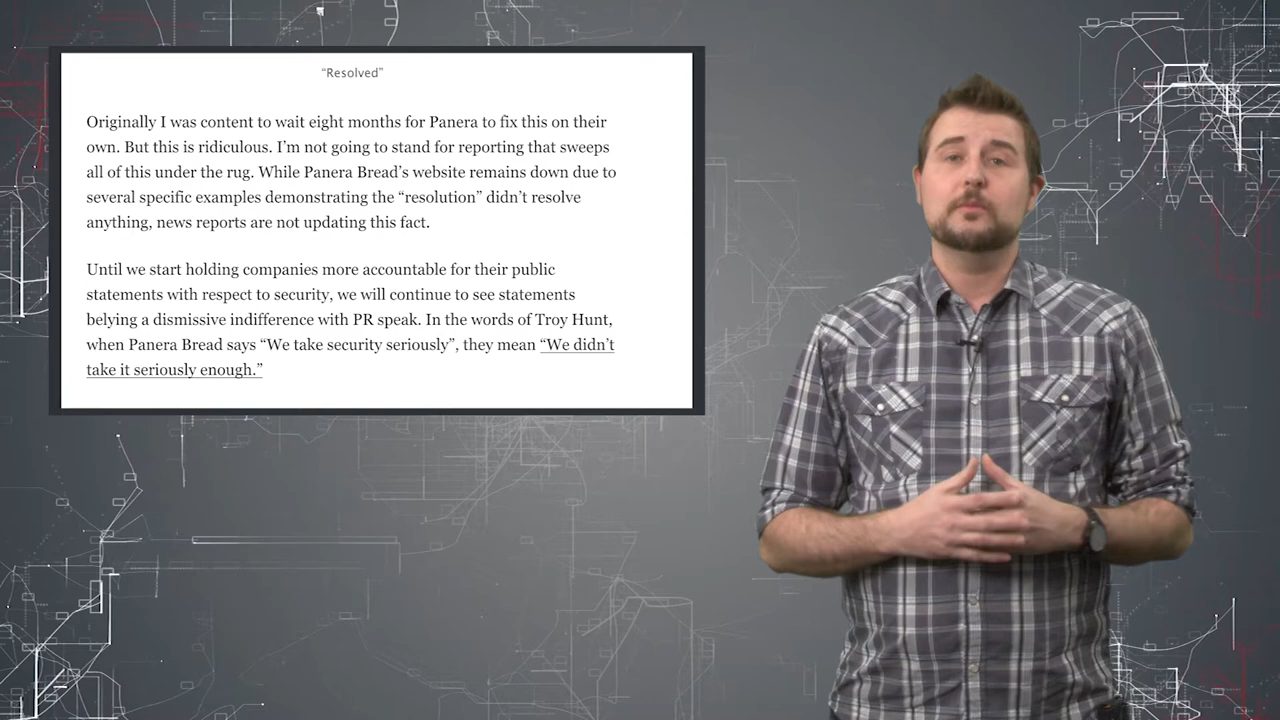 “Resolved”
Originally I was content to wait eight months for Panera to fix this on their
own. But this is ridiculous. I’m not going to stand for reporting that sweeps
all of this under the rug. While Panera Bread’s website remains down due to
several specific examples demonstrating the “resolution” didn’t resolve
anything, news reports are not updating this fact.
Until we start holding companies more accountable for their public
statements with respect to security, we will continue to see statements
belying a dismissive indifference with PR speak. In the words of Troy Hunt,
when Panera Bread says “We take security seriously”, they mean “We didn’t
take it seriously enough.”